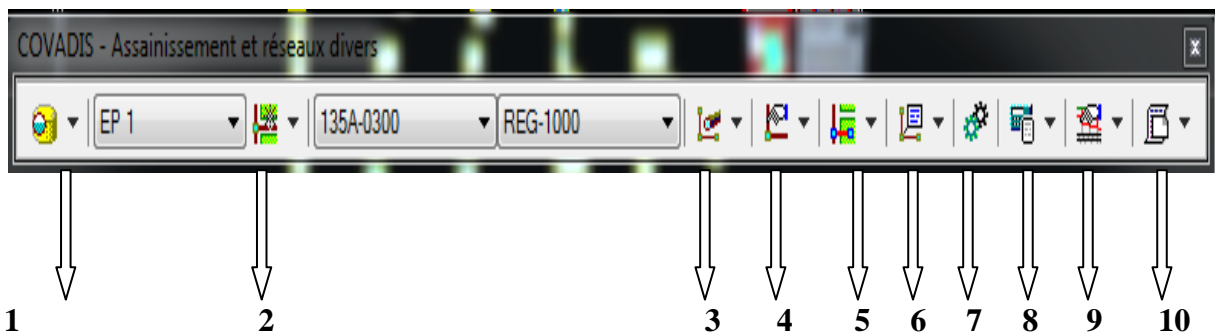 COVADIS - Assainissement et réseaux divers
x
EP 1 135A-0300 REG-1000
1 2 3 4 5 6 7 8 9 10